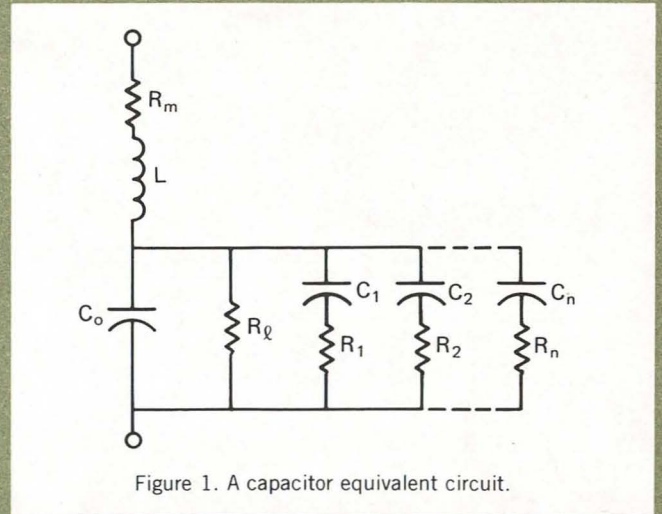 Rm
L
Co
Rℓ
C1
R1
C2
R2
Cn
Rn
Figure 1. A capacitor equivalent circuit.